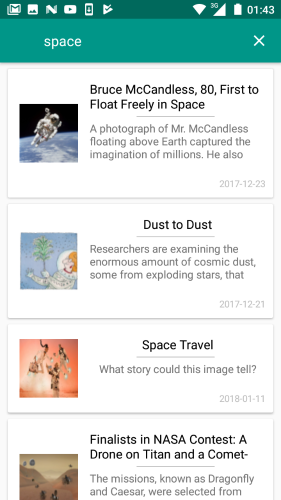 3G
01:43
space
Bruce McCandless, 80, First to
Float Freely in Space
A photograph of Mr. McCandless
floating above Earth captured the
imagination of millions. He also
2017-12-23
Dust to Dust
Researchers are examining the
enormous amount of cosmic dust,
some from exploding stars, that
2017-12-21
Space Travel
What story could this image tell?
2018-01-11
Finalists in NASA Contest: A
Drone on Titan and a Comet-
The missions, known as Dragonfly
and Caesar, were selected from